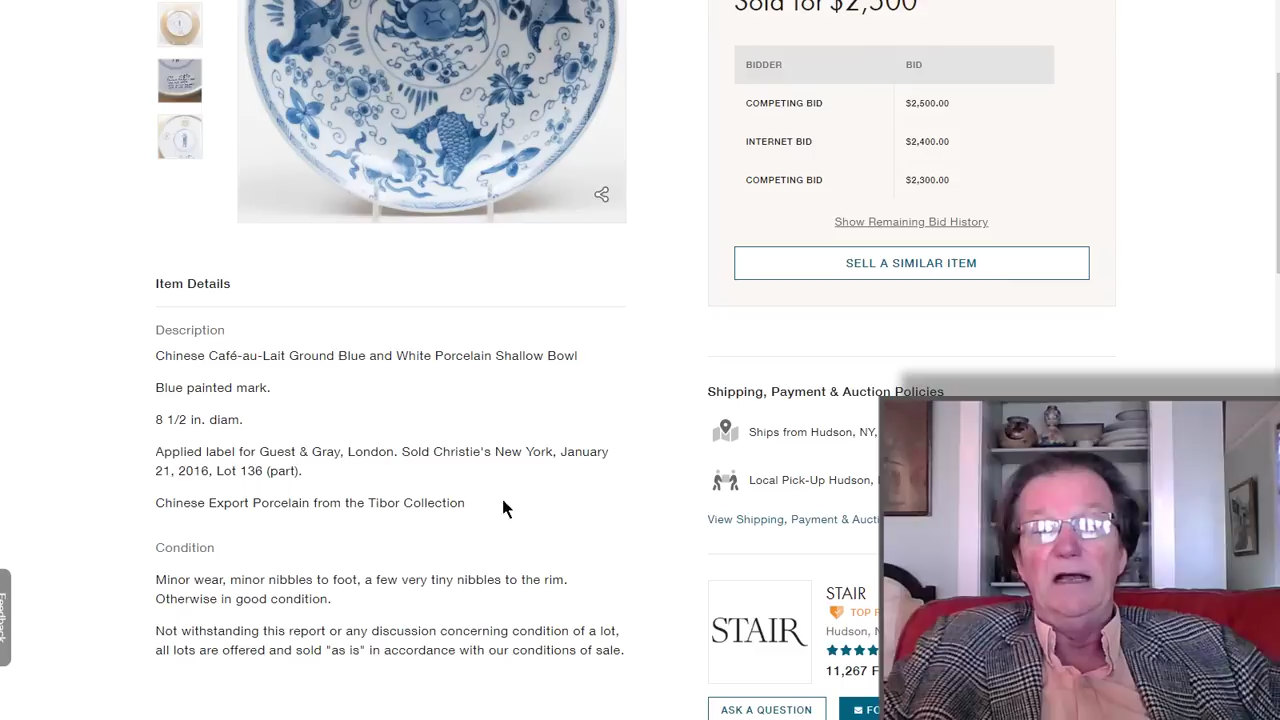 Sold for $2,500
BIDDER BID
COMPETING BID $2,500.00
INTERNET BID $2,400.00
COMPETING BID $2,300.00
Show Remaining Bid History
SELL A SIMILAR ITEM
Item Details
Description
Chinese Café-au-Lait Ground Blue and White Porcelain Shallow Bowl
Blue painted mark.
8 1/2 in. diam.
Applied label for Guest & Gray, London. Sold Christie's New York, January
21, 2016, Lot 136 (part).
Chinese Export Porcelain from the Tibor Collection
Condition
Minor wear, minor nibbles to foot, a few very tiny nibbles to the rim.
Otherwise in good condition.
Not withstanding this report or any discussion concerning condition of a lot,
all lots are offered and sold "as is" in accordance with our conditions of sale.
Shipping, Payment & Auction Policies
Ships from Hudson, NY,
Local Pick-Up Hudson,
View Shipping, Payment & Aucti
STAIR
STAIR
TOP
Hudson,
11,267
ASK A QUESTION
FO
Feedback